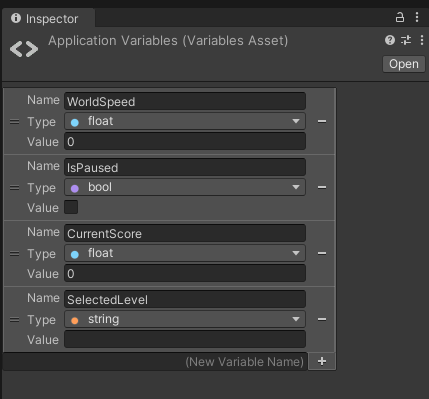 Inspector
Application Variables (Variables Asset)
Open
Name WorldSpeed
Type float
Value 0
Name IsPaused
Type bool
Value
Name CurrentScore
Type float
Value 0
Name SelectedLevel
Type string
Value
(New Variable Name)